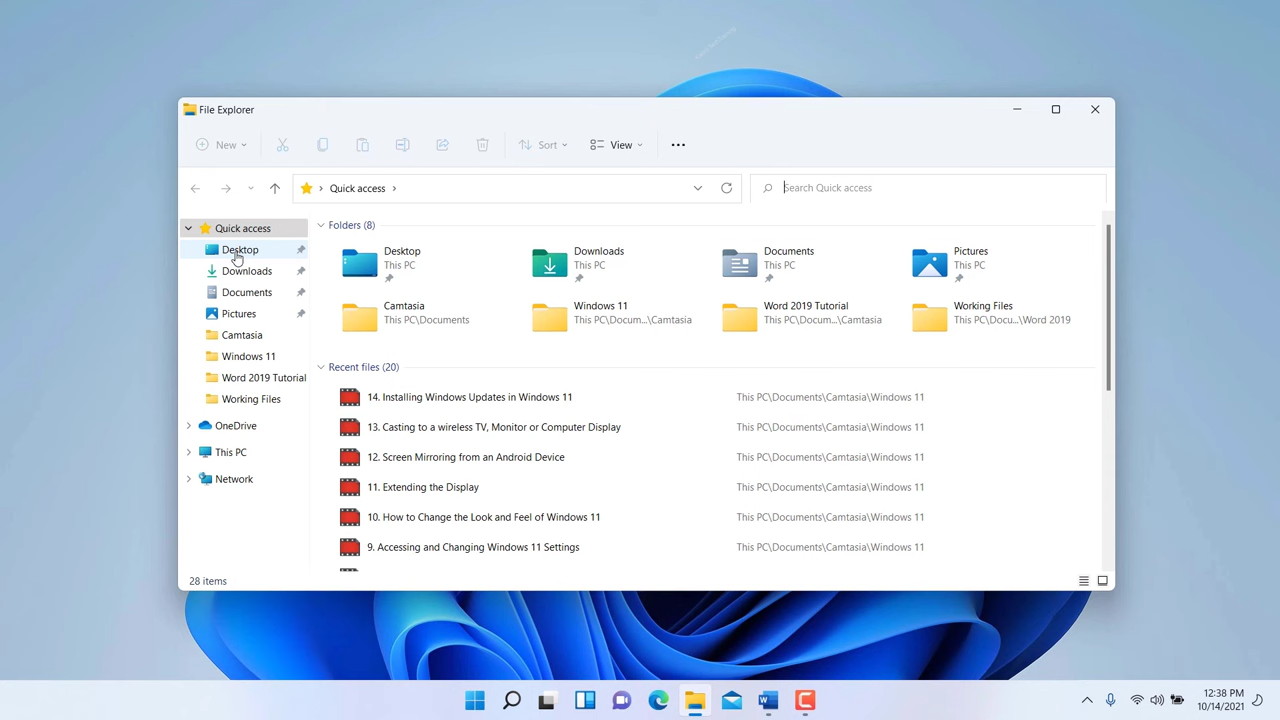 File Explorer
New
Sort
View
Quick access
Search Quick access
Quick access
Desktop
Downloads
Documents
Pictures
Camtasia
Windows 11
Word 2019 Tutorial
Working Files
OneDrive
This PC
Network
Folders (8)
Desktop
This PC
Downloads
This PC
Documents
This PC
Pictures
This PC
Camtasia
This PC\Documents
Windows 11
This PC\Docum...\Camtasia
Word 2019 Tutorial
This PC\Docum...\Camtasia
Working Files
This PC\Docu...\Word 2019
Recent files (20)
14. Installing Windows Updates in Windows 11 This PC\Documents\Camtasia\Windows 11
13. Casting to a wireless TV, Monitor or Computer Display This PC\Documents\Camtasia\Windows 11
12. Screen Mirroring from an Android Device This PC\Documents\Camtasia\Windows 11
11. Extending the Display This PC\Documents\Camtasia\Windows 11
10. How to Change the Look and Feel of Windows 11 This PC\Documents\Camtasia\Windows 11
9. Accessing and Changing Windows 11 Settings This PC\Documents\Camtasia\Windows 11
28 items
12:38 PM
10/14/2021